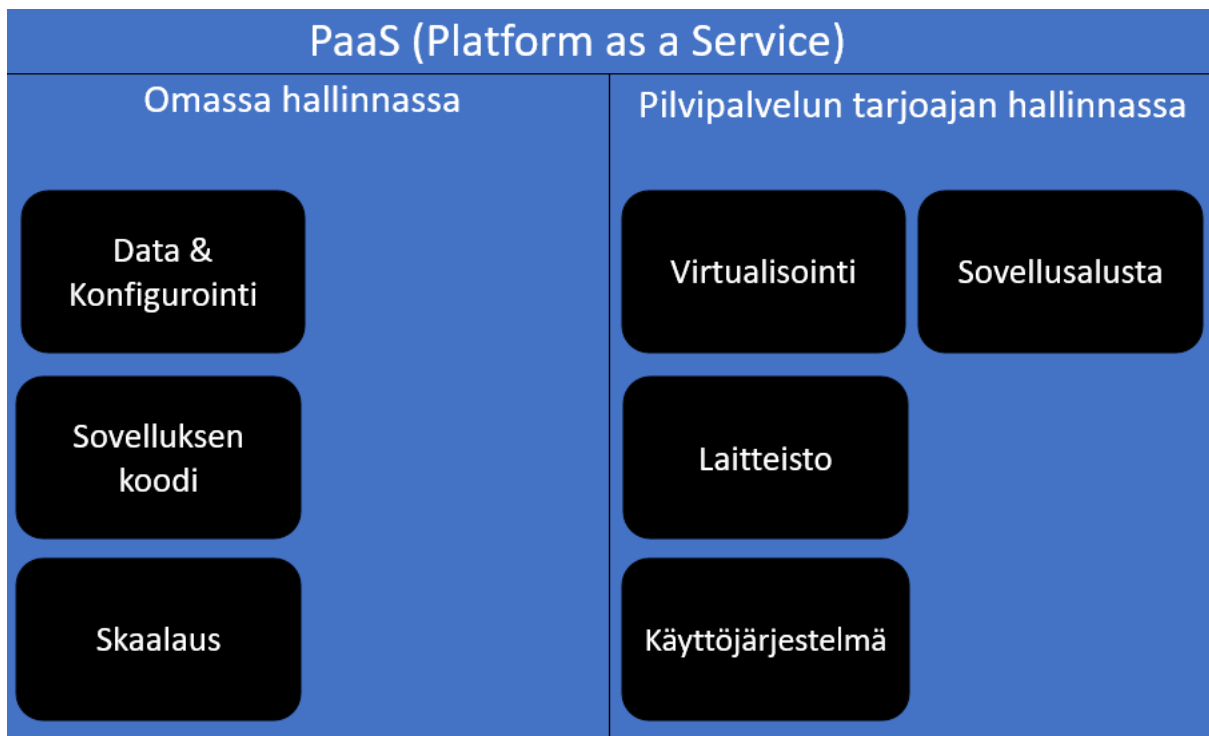 PaaS (Platform as a Service)
Omassa hallinnassa
Pilvipalvelun tarjoajan hallinnassa
Data &
Konfigurointi
Sovelluksen
koodi
Skaalaus
Virtualisointi
Sovellusalusta
Laitteisto
Käyttöjärjestelmä